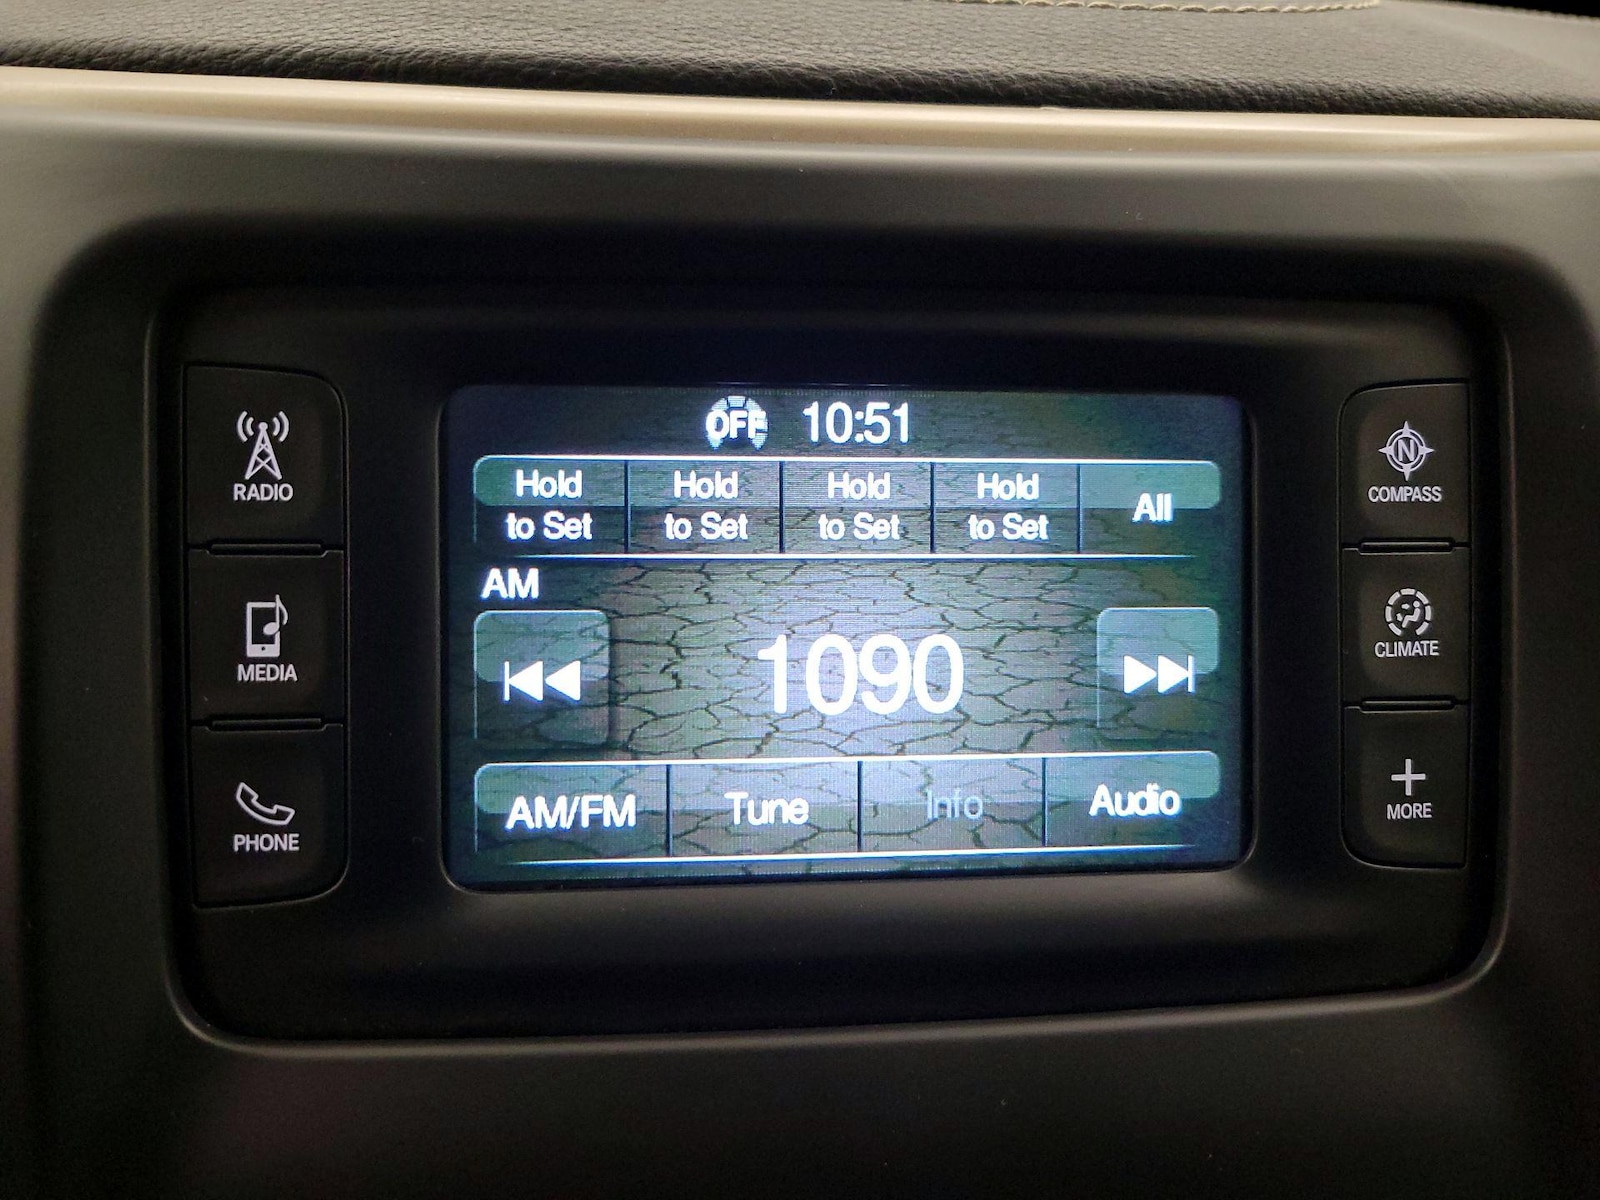 OFF 10:51
Hold to Set
Hold to Set
Hold to Set
Hold to Set
All
AM
1090
AM/FM Tune Info Audio
RADIO
MEDIA
PHONE
N
COMPASS
CLIMATE
MORE